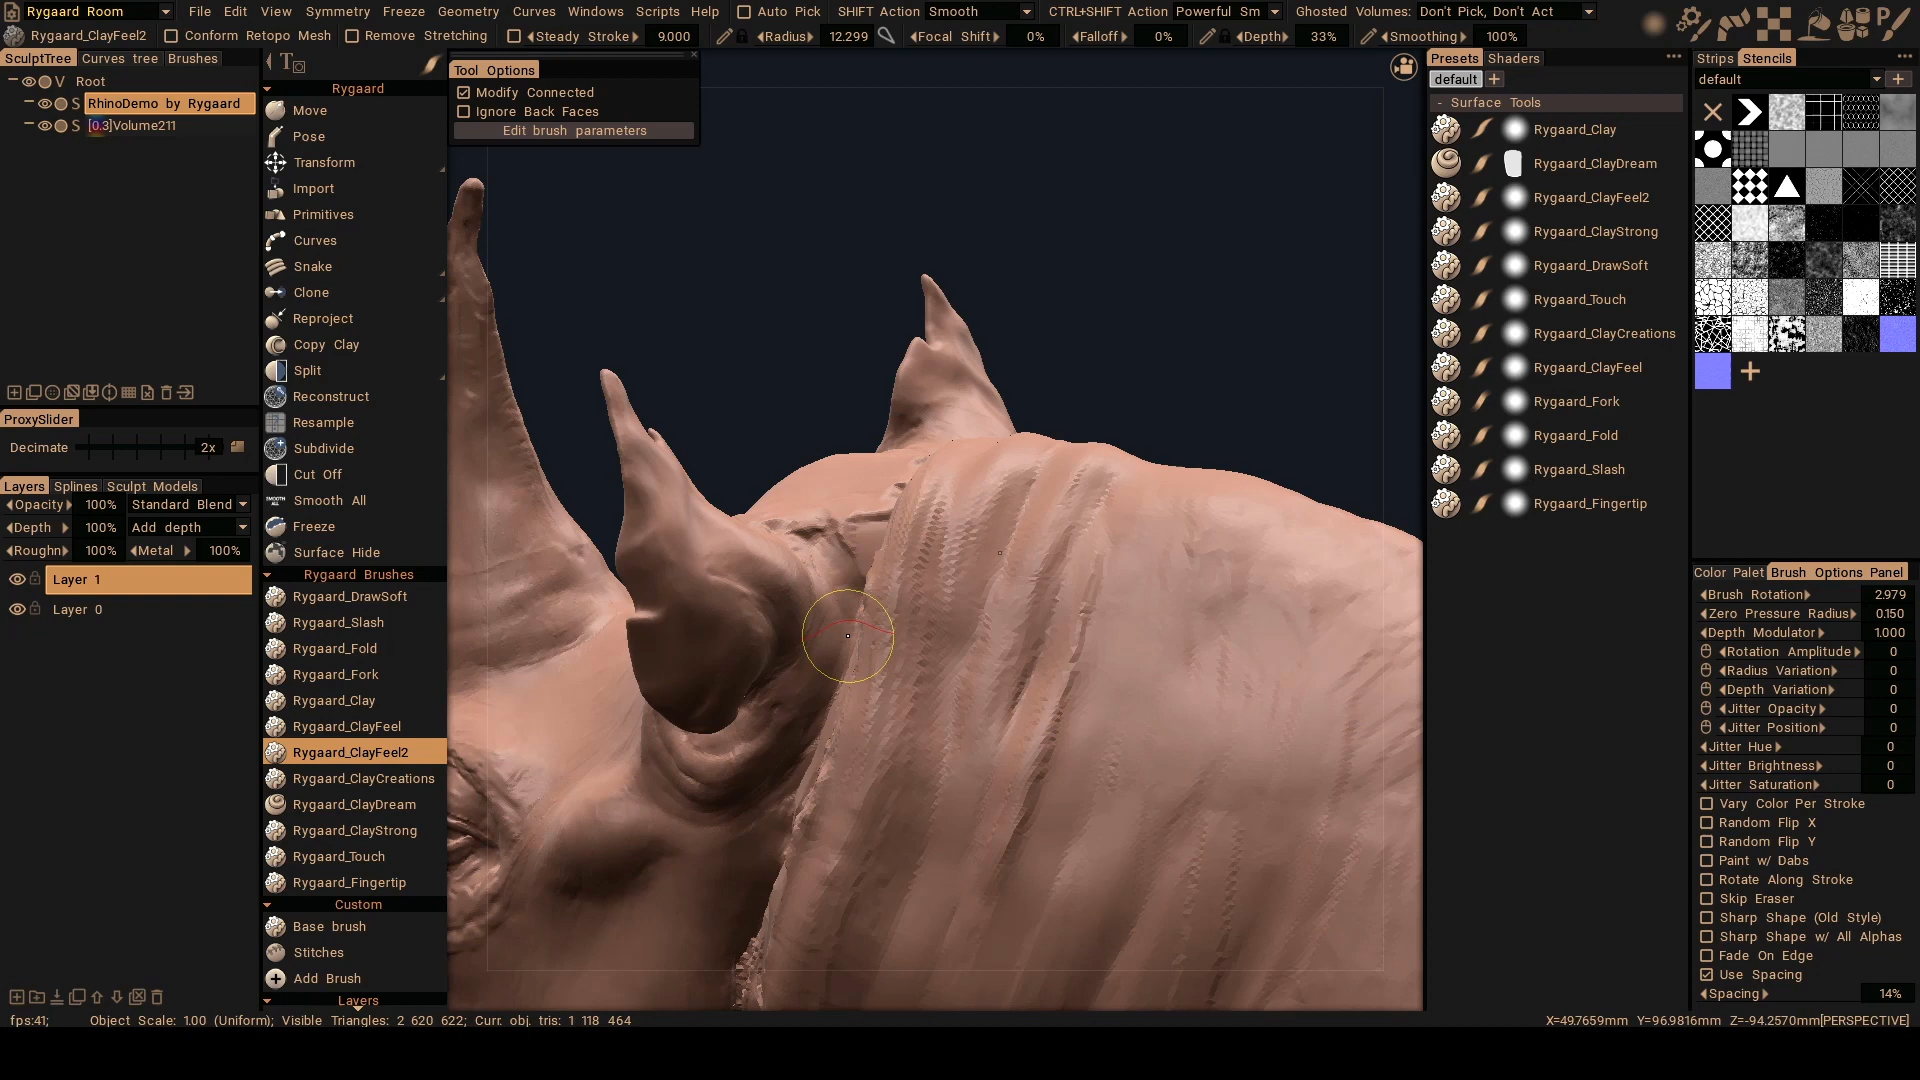 Rygaard Room File Edit View Symmetry Freeze Geometry Curves Windows Scripts Help Auto Pick SHIFT Action Smooth CTRL+SHIFT Action Powerful Sm Ghosted Volumes: Don't Pick, Don't Act
Rygaard_ClayFeel2 Conform Retopo Mesh Remove Stretching Steady Stroke 9.000 Radius 12.299 Focal Shift 0% Falloff 0% Depth 33% Smoothing 100%
SculptTree Curves tree Brushes
V Root
S RhinoDemo by Rygaard
S [0.3]Volume211
ProxySlider
Decimate 2x
Layers Splines Sculpt Models
Opacity 100% Standard Blend
Depth 100% Add depth
Roughn 100% Metal 100%
Layer 1
Layer 0
Rygaard
Move
Pose
Transform
Import
Primitives
Curves
Snake
Clone
Reproject
Copy Clay
Split
Reconstruct
Resample
Subdivide
Cut Off
SMOOTH ALL Smooth All
Freeze
Surface Hide
Rygaard Brushes
Rygaard_DrawSoft
Rygaard_Slash
Rygaard_Fold
Rygaard_Fork
Rygaard_Clay
Rygaard_ClayFeel
Rygaard_ClayFeel2
Rygaard_ClayCreations
Rygaard_ClayDream
Rygaard_ClayStrong
Rygaard_Touch
Rygaard_Fingertip
Custom
Base brush
Stitches
Add Brush
Layers
Tool Options
Modify Connected
Ignore Back Faces
Edit brush parameters
Presets Shaders
default +
- Surface Tools
Rygaard_Clay
Rygaard_ClayDream
Rygaard_ClayFeel2
Rygaard_ClayStrong
Rygaard_DrawSoft
Rygaard_Touch
Rygaard_ClayCreations
Rygaard_ClayFeel
Rygaard_Fork
Rygaard_Fold
Rygaard_Slash
Rygaard_Fingertip
Strips Stencils
default
Color Palet Brush Options Panel
Brush Rotation 2.979
Zero Pressure Radius 0.150
Depth Modulator 1.000
Rotation Amplitude 0
Radius Variation 0
Depth Variation 0
Jitter Opacity 0
Jitter Position 0
Jitter Hue 0
Jitter Brightness 0
Jitter Saturation 0
Vary Color Per Stroke
Random Flip X
Random Flip Y
Paint w/ Dabs
Rotate Along Stroke
Skip Eraser
Sharp Shape (Old Style)
Sharp Shape w/ All Alphas
Fade On Edge
Use Spacing
Spacing 14%
fps:41; Object Scale: 1.00 (Uniform); Visible Triangles: 2 620 622; Curr. obj. tris: 1 118 464 X=49.7659mm Y=96.9816mm Z=-94.2570mm[PERSPECTIVE]